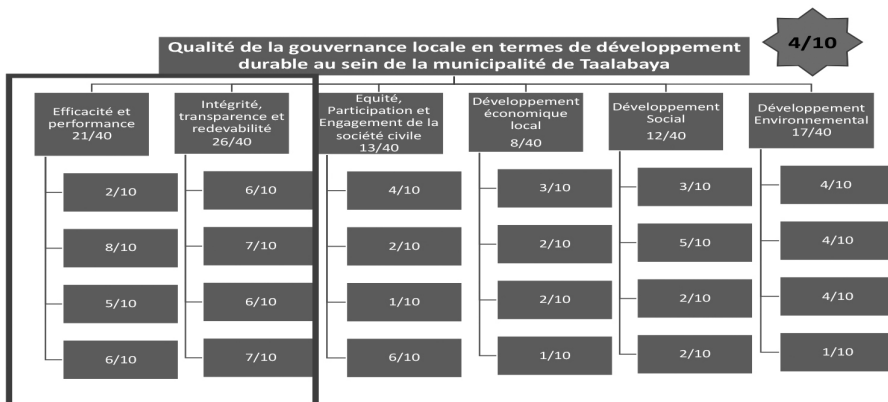 4/10
Qualité de la gouvernance locale en termes de développement
durable au sein de la municipalité de Taalabaya
Efficacité et
performance
21/40
2/10
8/10
5/10
6/10
Intégrité,
transparence et
redevabilité
26/40
6/10
7/10
6/10
7/10
Equité,
Participation et
Engagement de la
société civile
13/40
4/10
2/10
1/10
6/10
Développement
économique
local
8/40
3/10
2/10
2/10
1/10
Développement
Social
12/40
3/10
5/10
2/10
2/10
Développement
Environnemental
17/40
4/10
4/10
4/10
1/10